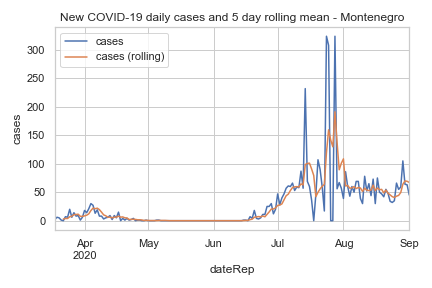 New COVID-19 daily cases and 5 day rolling mean - Montenegro
cases
cases (rolling)
300
250
200
150
100
50
0
cases
Apr
2020
May
Jun
Jul
Aug
Sep
dateRep